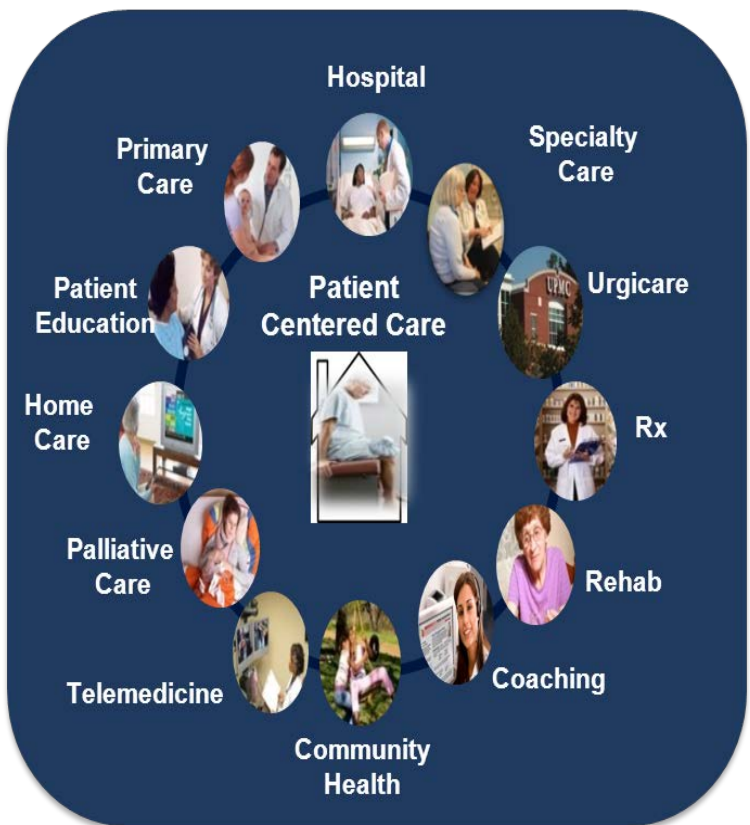 Hospital
Specialty
Care
Urgicare
Rx
Rehab
Coaching
Community
Health
Telemedicine
Palliative
Care
Home
Care
Patient
Education
Primary
Care
Patient
Centered Care
UPMC